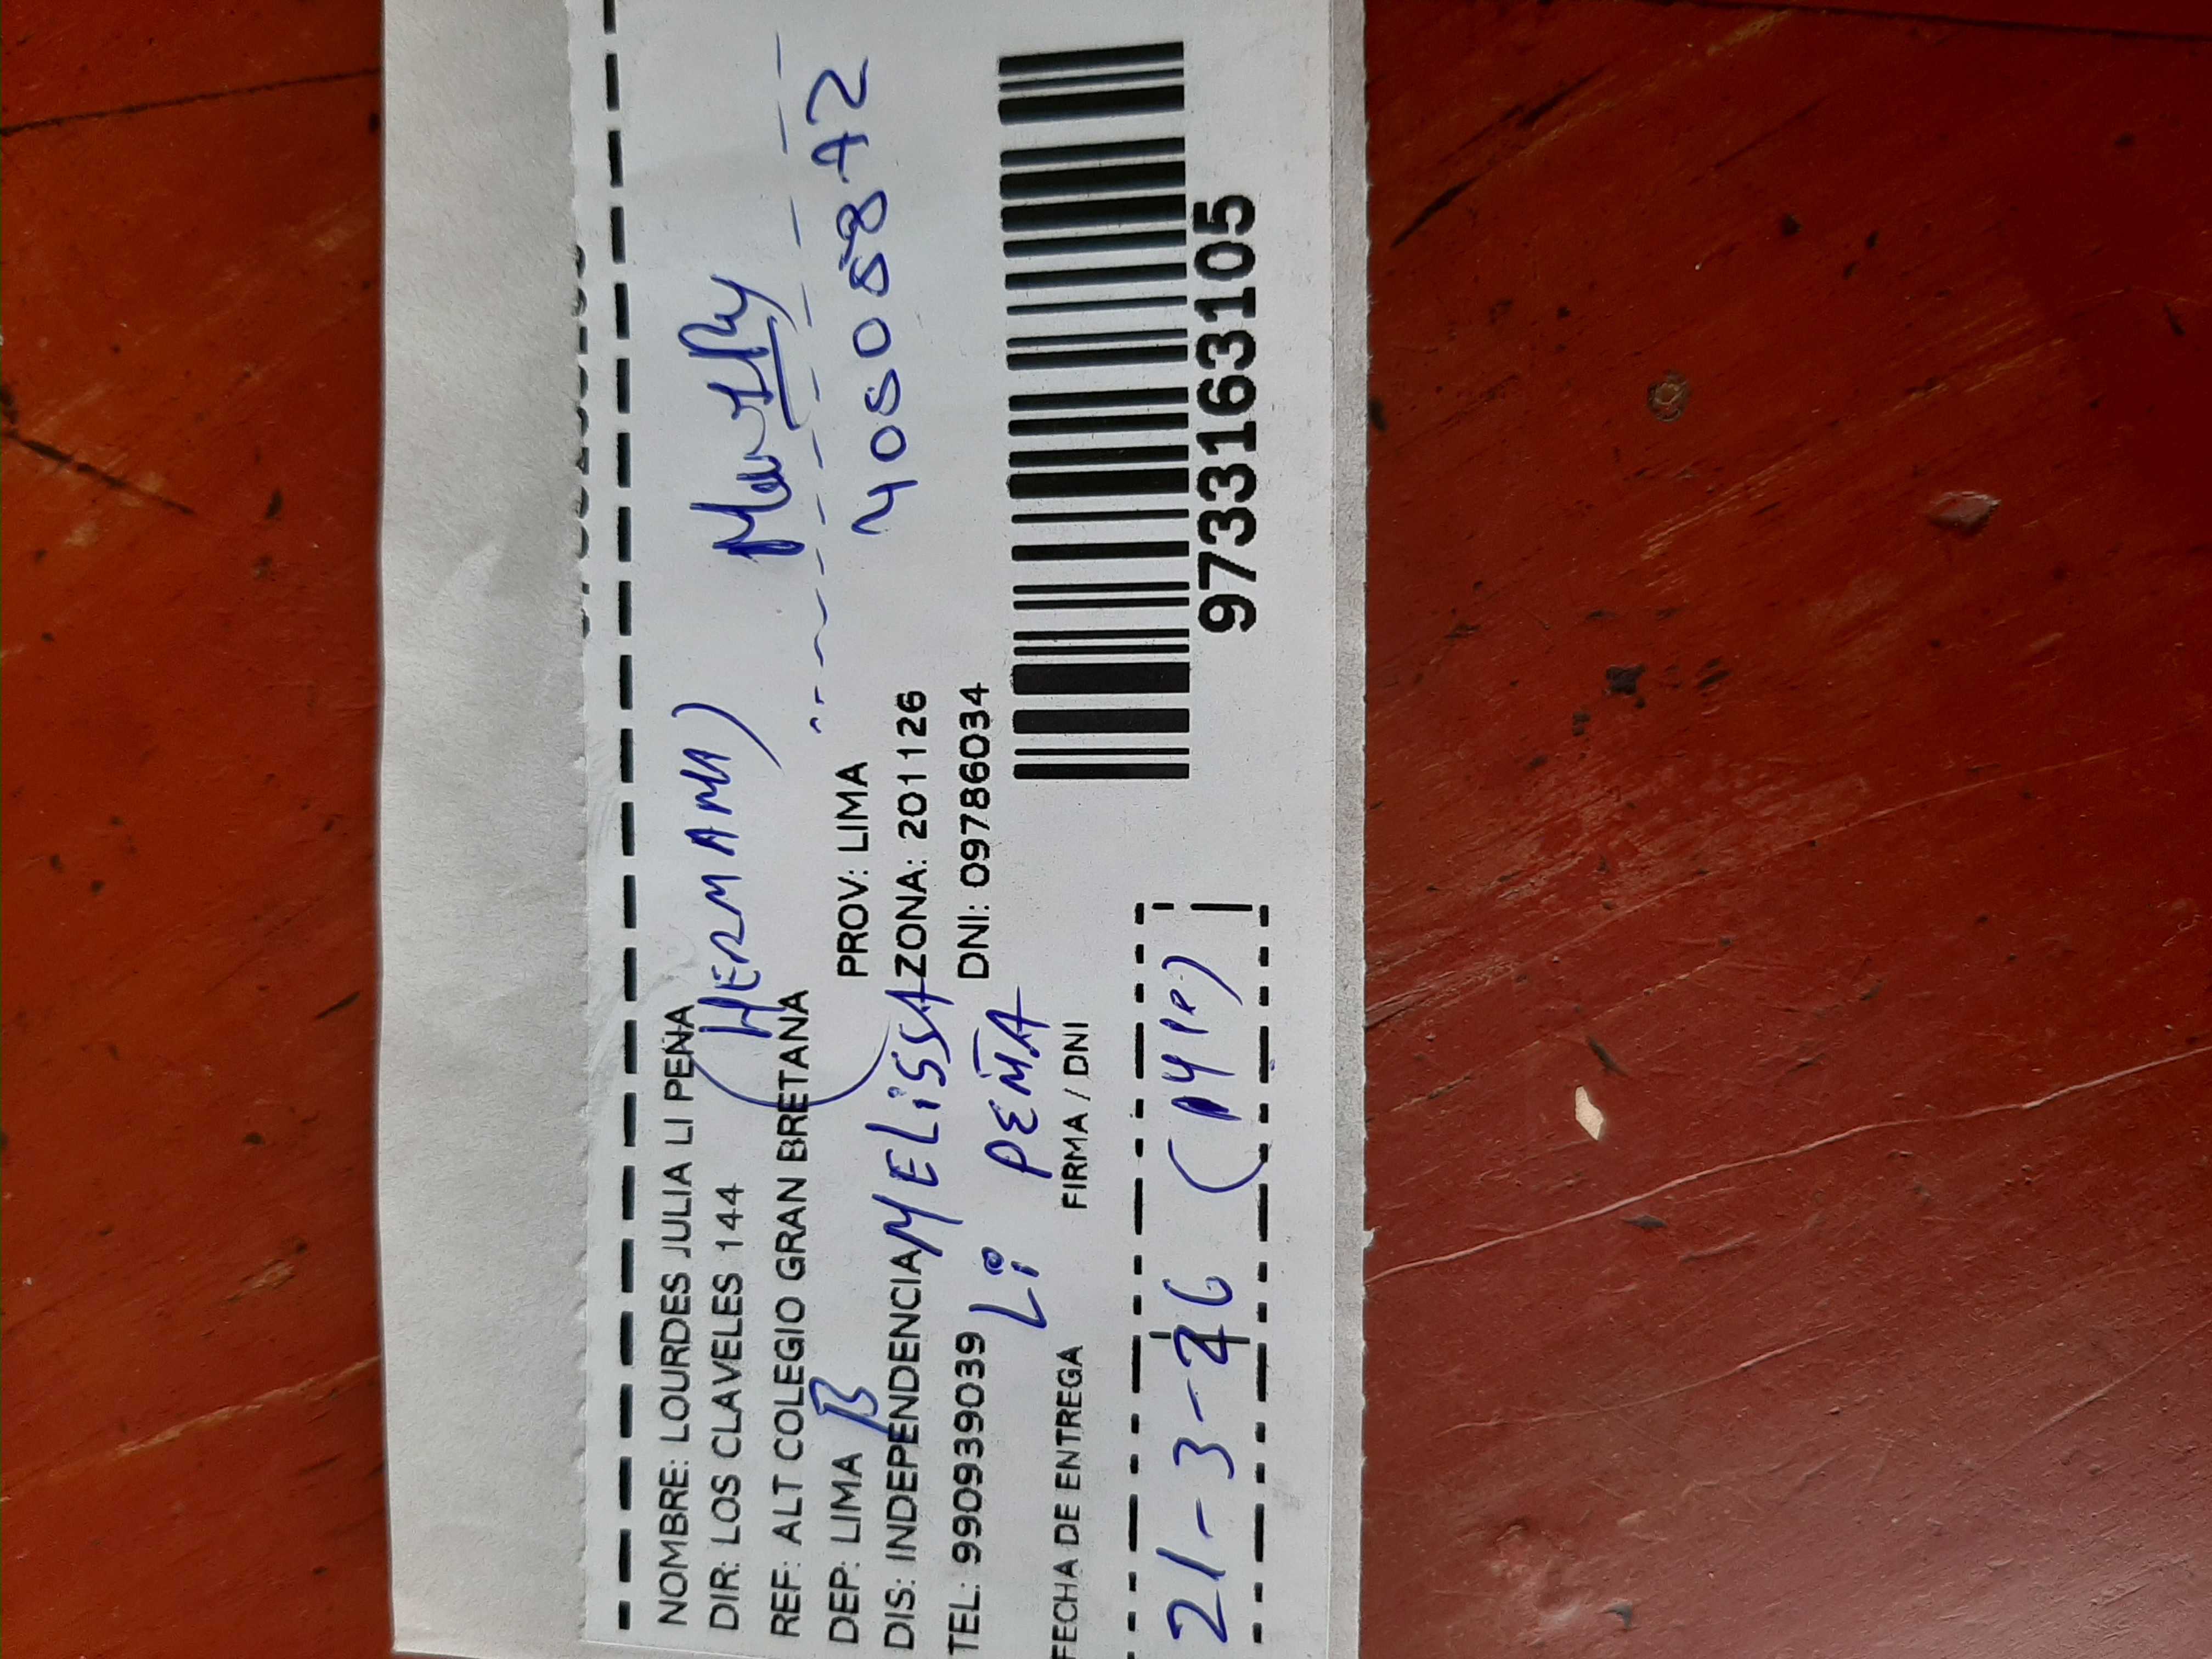 NOMBRE: LOURDES JULIA LI PEÑA
DIR: LOS CLAVELES 144
(HERMANA)
REF: ALT COLEGIO GRAN BRETANA
DEP: LIMA PROV: LIMA
B
DIS: INDEPENDENCIA ZONA: 201126
MELiSSA
TEL: 990939039 DNI: 09786034
Li PEÑA
FECHA DE ENTREGA FIRMA / DNI
21-3-26
40508872
9733163105